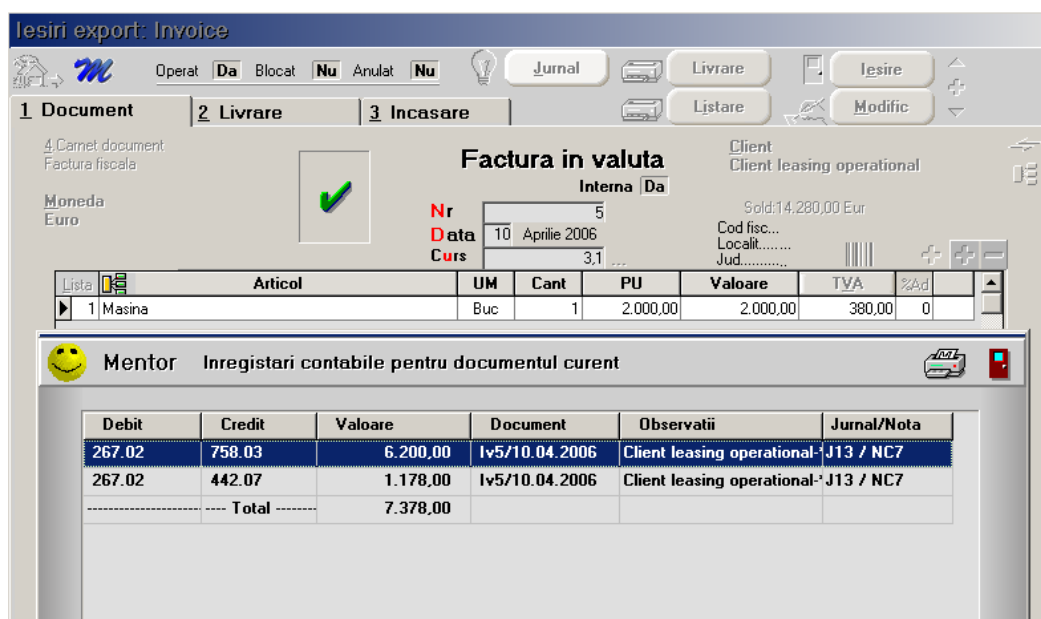 Iesiri export: Invoice
Operat Da Blocat Nu Anulat Nu Jurnal Livrare Iesire
Listare Modific
1 Document 2 Livrare 3 Incasare
4.Carnet document
Factura fiscala
Moneda
Euro
Factura in valuta
Interna Da
Nr 5
Data 10 Aprilie 2006
Curs 3,1 ...
Client
Client leasing operational
Sold:14.280,00 Eur
Cod fisc...
Localit........
Jud...........
Lista Articol UM Cant PU Valoare TVA %Ad
1 Masina Buc 1 2.000,00 2.000,00 380,00 0
Mentor Inregistari contabile pentru documentul curent
Debit Credit Valoare Document Observatii Jurnal/Nota
267.02 758.03 6.200,00 Iv5/10.04.2006 Client leasing operational-' J13 / NC7
267.02 442.07 1.178,00 Iv5/10.04.2006 Client leasing operational-' J13 / NC7
--------------------- ---- Total -------- 7.378,00